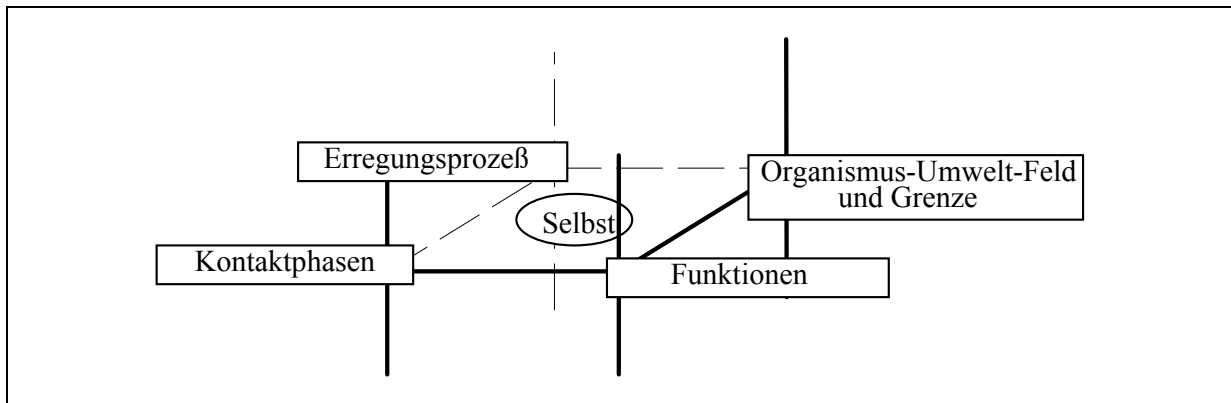 Erregungsprozeß
Organismus-Umwelt-Feld
und Grenze
Selbst
Kontaktphasen
Funktionen